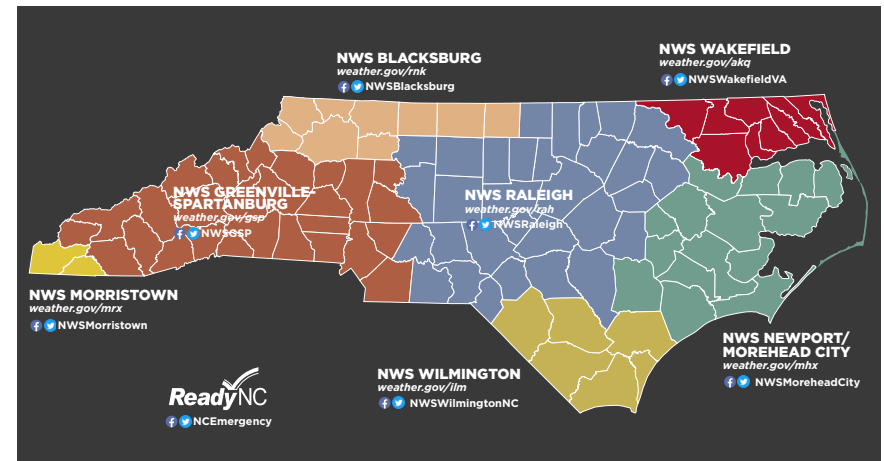 NWS BLACKSBURG
weather.gov/rnk
NWSBlacksburg
NWS WAKEFIELD
weather.gov/akq
NWSWakefieldVA
NWS GREENVILLE-
SPARTANBURG
weather.gov/gsp
NWSGSP
NWS RALEIGH
weather.gov/rah
NWSRaleigh
NWS MORRISTOWN
weather.gov/mrx
NWSMorristown
NWS NEWPORT/
MOREHEAD CITY
weather.gov/mhx
NWSMoreheadCity
NWS WILMINGTON
weather.gov/ilm
NWSWilmingtonNC
ReadyNC
NCEmergency